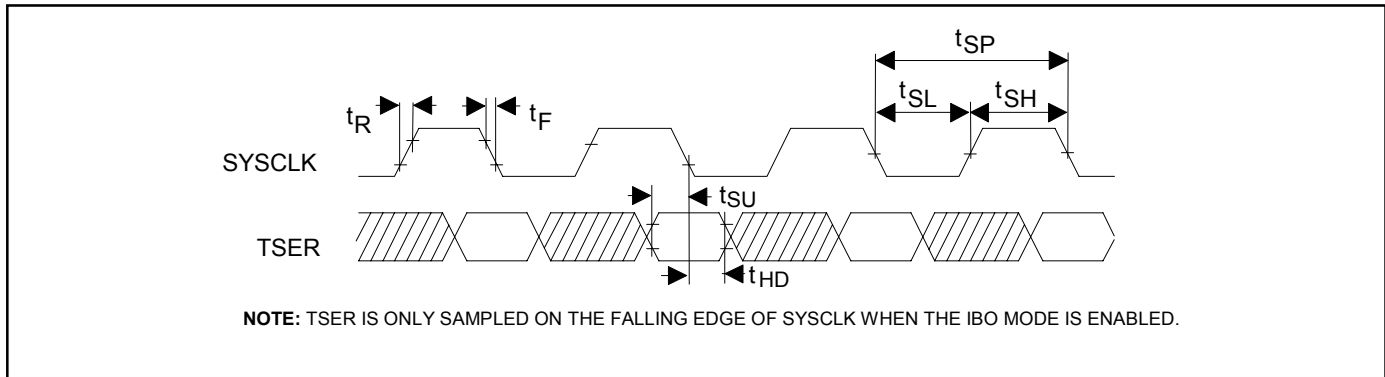 tSP
tSL tSH
tR tF
SYSCLK
tSU
TSER
tHD
NOTE: TSER IS ONLY SAMPLED ON THE FALLING EDGE OF SYSCLK WHEN THE IBO MODE IS ENABLED.